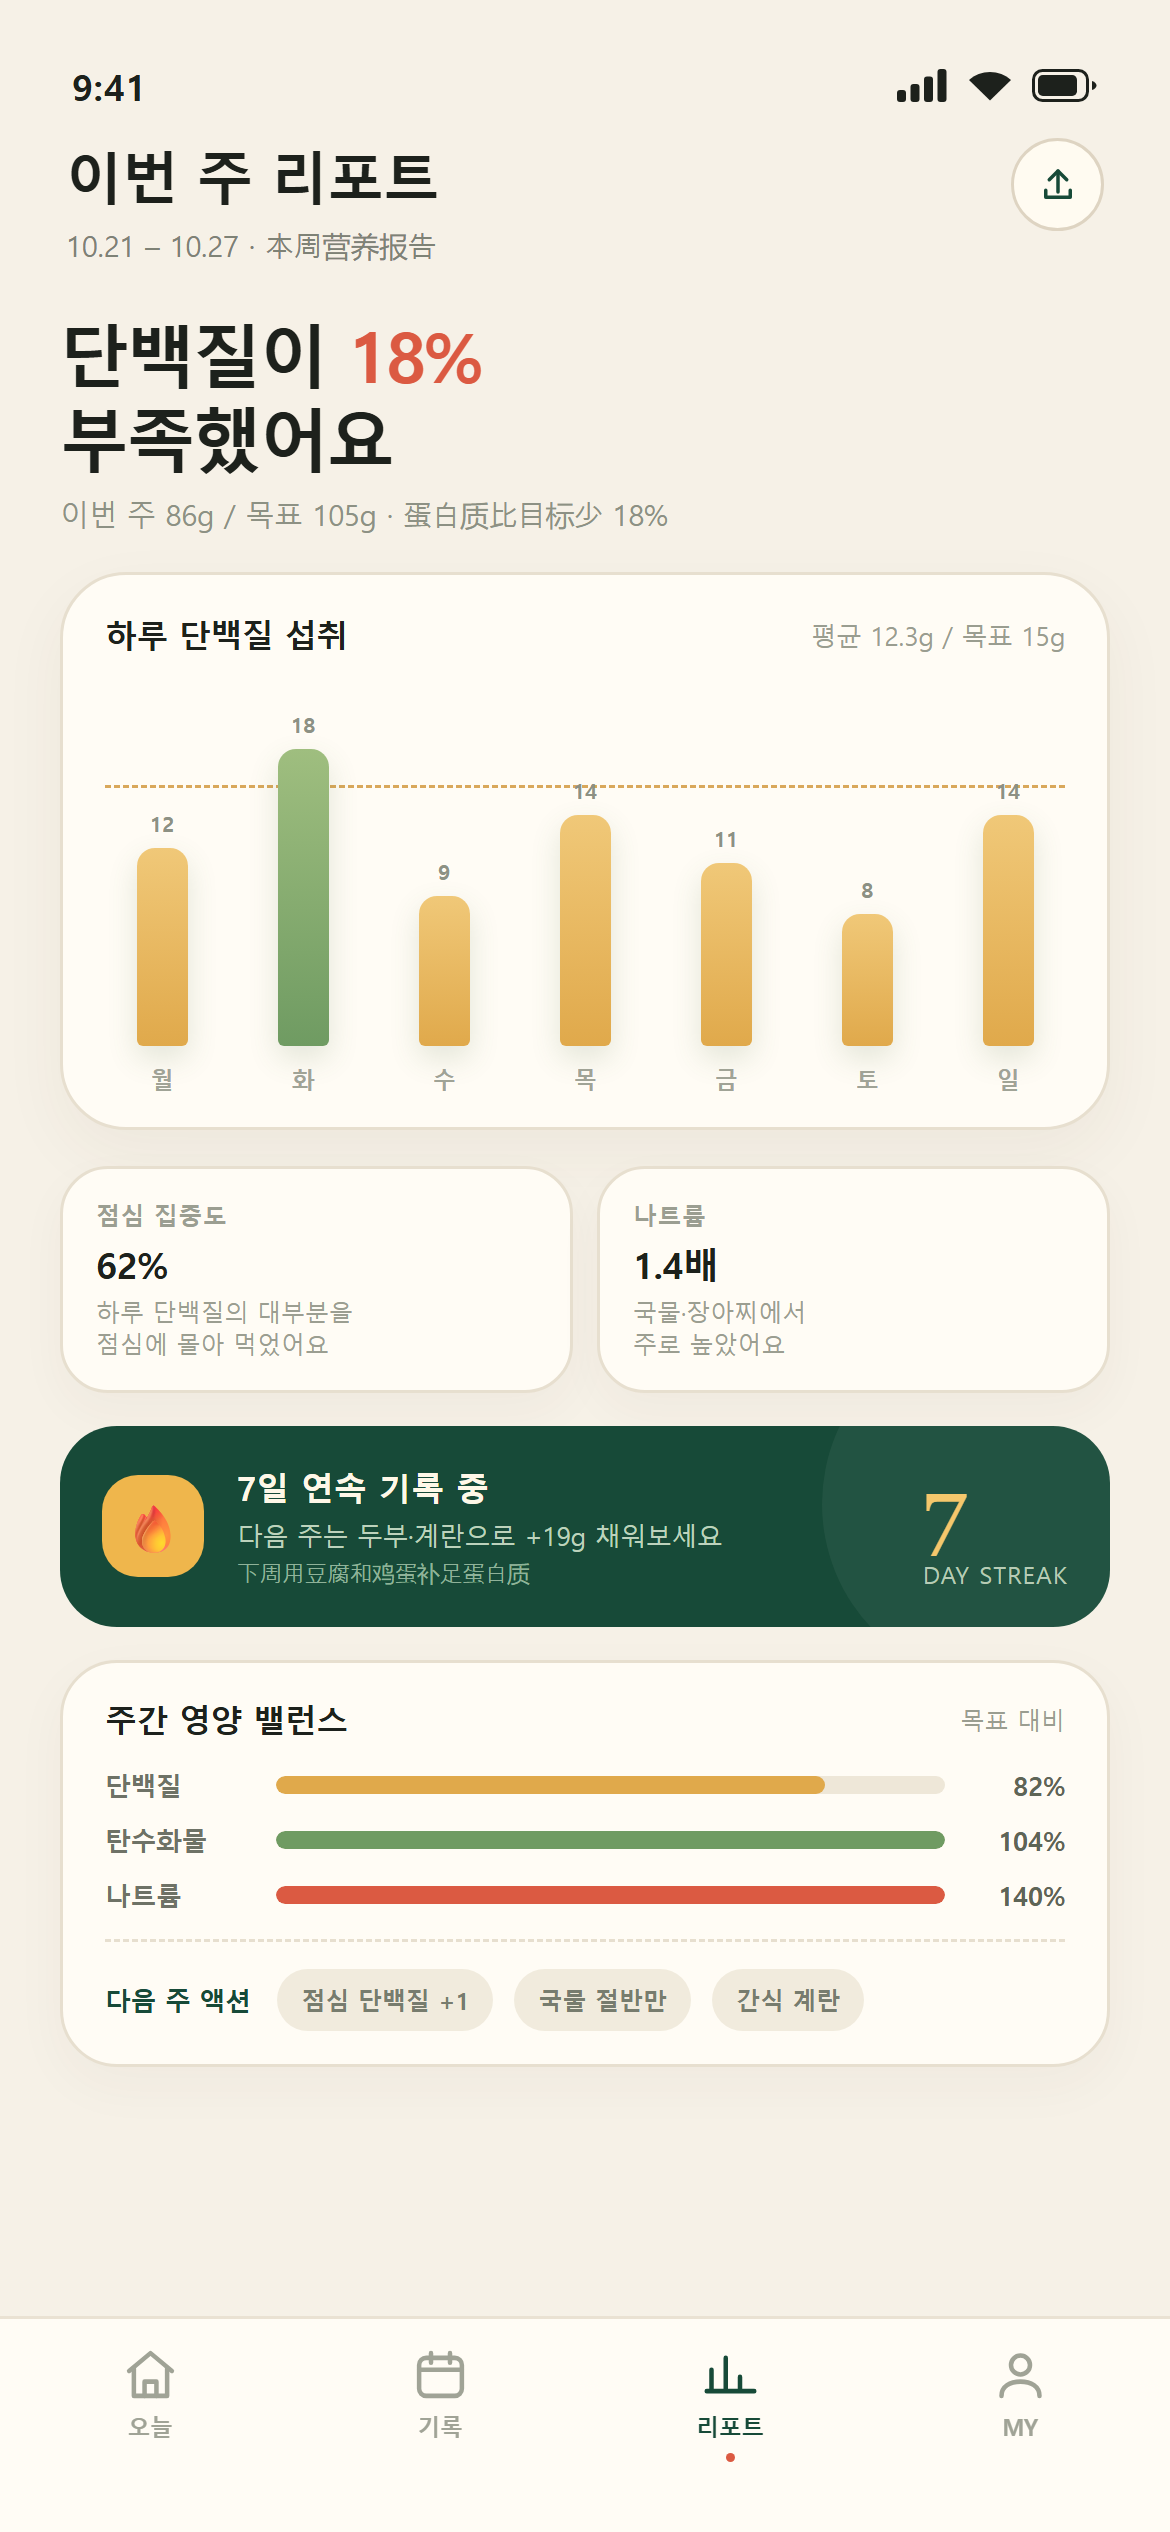 9:41
이번 주 리포트
10.21 – 10.27 · 本周营养报告
단백질이 18%
부족했어요
이번 주 86g / 목표 105g · 蛋白质比目标少 18%
하루 단백질 섭취
평균 12.3g / 목표 15g
12 18 9 14 11 8 14
월 화 수 목 금 토 일
점심 집중도
62%
하루 단백질의 대부분을
점심에 몰아 먹었어요
나트륨
1.4배
국물·장아찌에서
주로 높았어요
7일 연속 기록 중
다음 주는 두부·계란으로 +19g 채워보세요
下周用豆腐和鸡蛋补足蛋白质
7
DAY STREAK
주간 영양 밸런스
목표 대비
단백질 82%
탄수화물 104%
나트륨 140%
다음 주 액션 점심 단백질 +1 국물 절반만 간식 계란
오늘 기록 리포트 MY